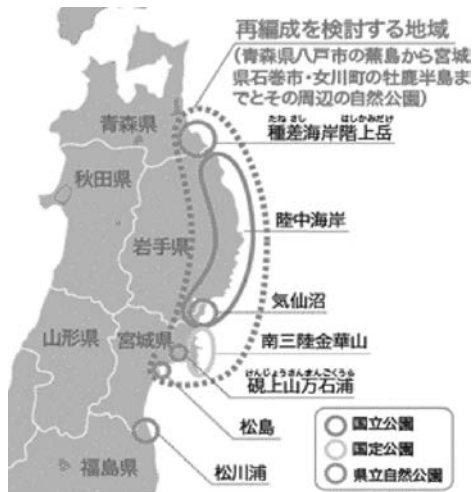 再編成を検討する地域
(青森県八戸市の蕪島から宮城
県石巻市・女川町の牡鹿半島ま
でとその周辺の自然公園)
青森県
たねさし はしかみだけ
種差海岸階上岳
秋田県
岩手県
陸中海岸
気仙沼
山形県
宮城県
南三陸金華山
けんじょうさんまんごくうら
硯上山万石浦
松島
松川浦
福島県
国立公園
国定公園
県立自然公園